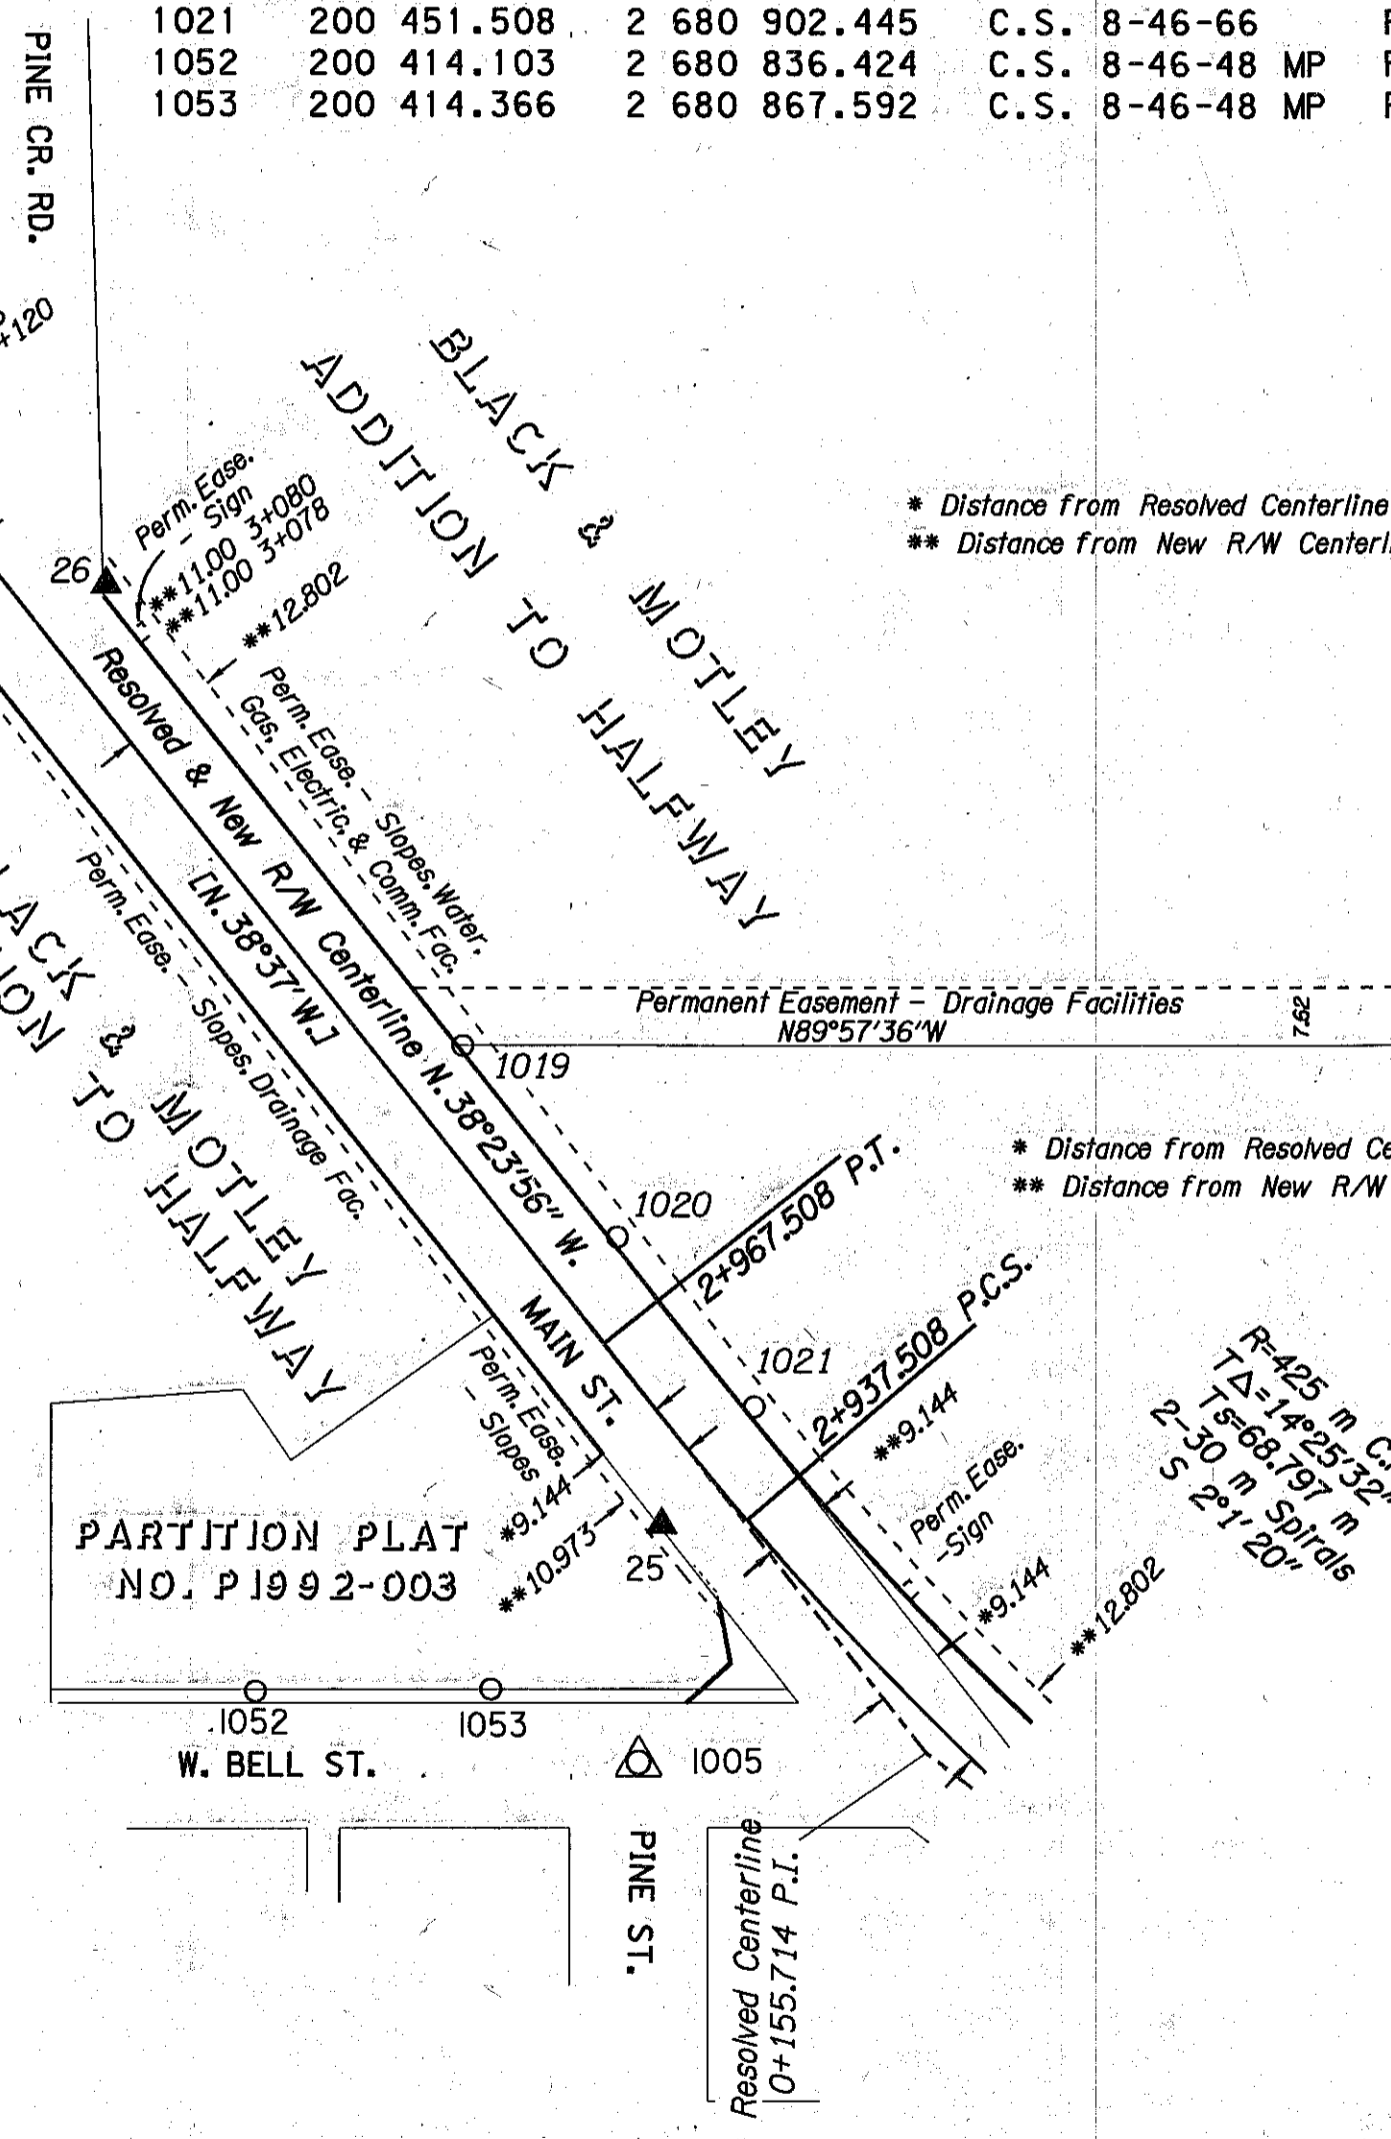 1021 200 451.508 2 680 902.445 C.S. 8-46-66
1052 200 414.103 2 680 836.424 C.S. 8-46-48 MP
1053 200 414.366 2 680 867.592 C.S. 8-46-48 MP
PINE CR. RD.
+120
BLACK & MOTLEY
ADDITION TO HALFWAY
* Distance from Resolved Centerline
** Distance from New R/W
Perm. Ease.
- Sign
**11.00 3+080
**11.00 3+078
26
**12.802
Perm. Ease. - Slopes, Water,
Gas, Electric, & Comm. Fac.
Resolved & New R/W Centerline N. 38°23'56" W.
[N. 38°37' W.]
Perm. Ease. - Slopes, Drainage Fac.
ACK & MOTLEY
ION TO HALFWAY
Permanent Easement - Drainage Facilities
N89°57'36"W
7.62
1019
* Distance from Resolved
** Distance from New R/W
1020
2+967.508 P.T.
1021
2+937.508 P.C.S.
MAIN ST.
Perm. Ease.
- Slopes
**9.144
Perm. Ease.
-Sign
R=425 m
T∆=14°25'32"
Ts=68.797 m
2-30 m Spirals
S 2°1'20"
*9.144
**10.973
25
*9.144
**12.802
PARTITION PLAT
NO. P1992-003
1052
1053
W. BELL ST.
1005
PINE ST.
Resolved Centerline
0+155.714 P.I.